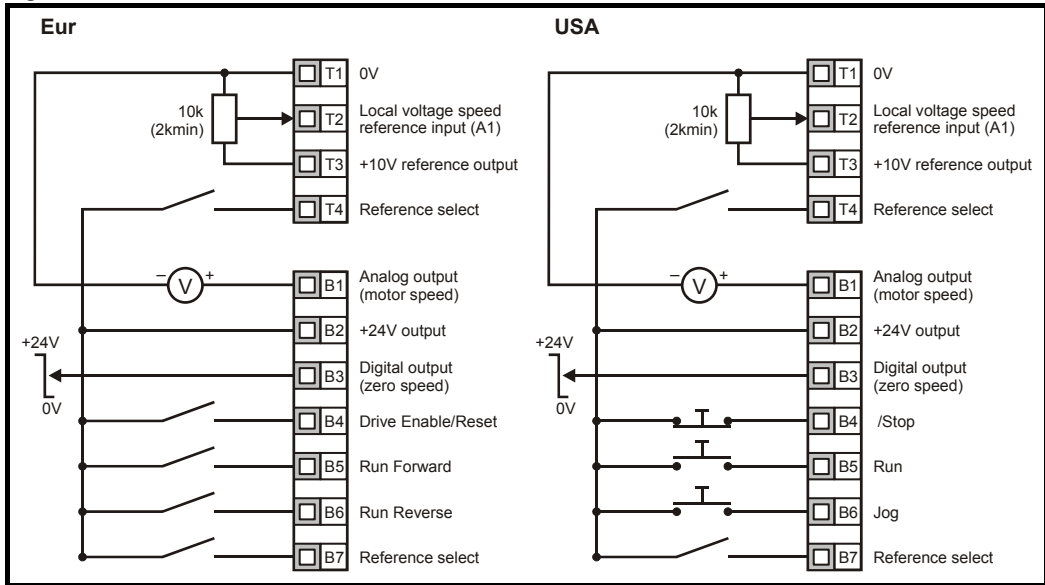 Eur
T1 0V
10k
(2kmin)
T2 Local voltage speed
reference input (A1)
T3 +10V reference output
T4 Reference select
– V +
B1 Analog output
(motor speed)
B2 +24V output
+24V
0V
B3 Digital output
(zero speed)
B4 Drive Enable/Reset
B5 Run Forward
B6 Run Reverse
B7 Reference select
USA
T1 0V
10k
(2kmin)
T2 Local voltage speed
reference input (A1)
T3 +10V reference output
T4 Reference select
– V +
B1 Analog output
(motor speed)
B2 +24V output
+24V
0V
B3 Digital output
(zero speed)
B4 /Stop
B5 Run
B6 Jog
B7 Reference select